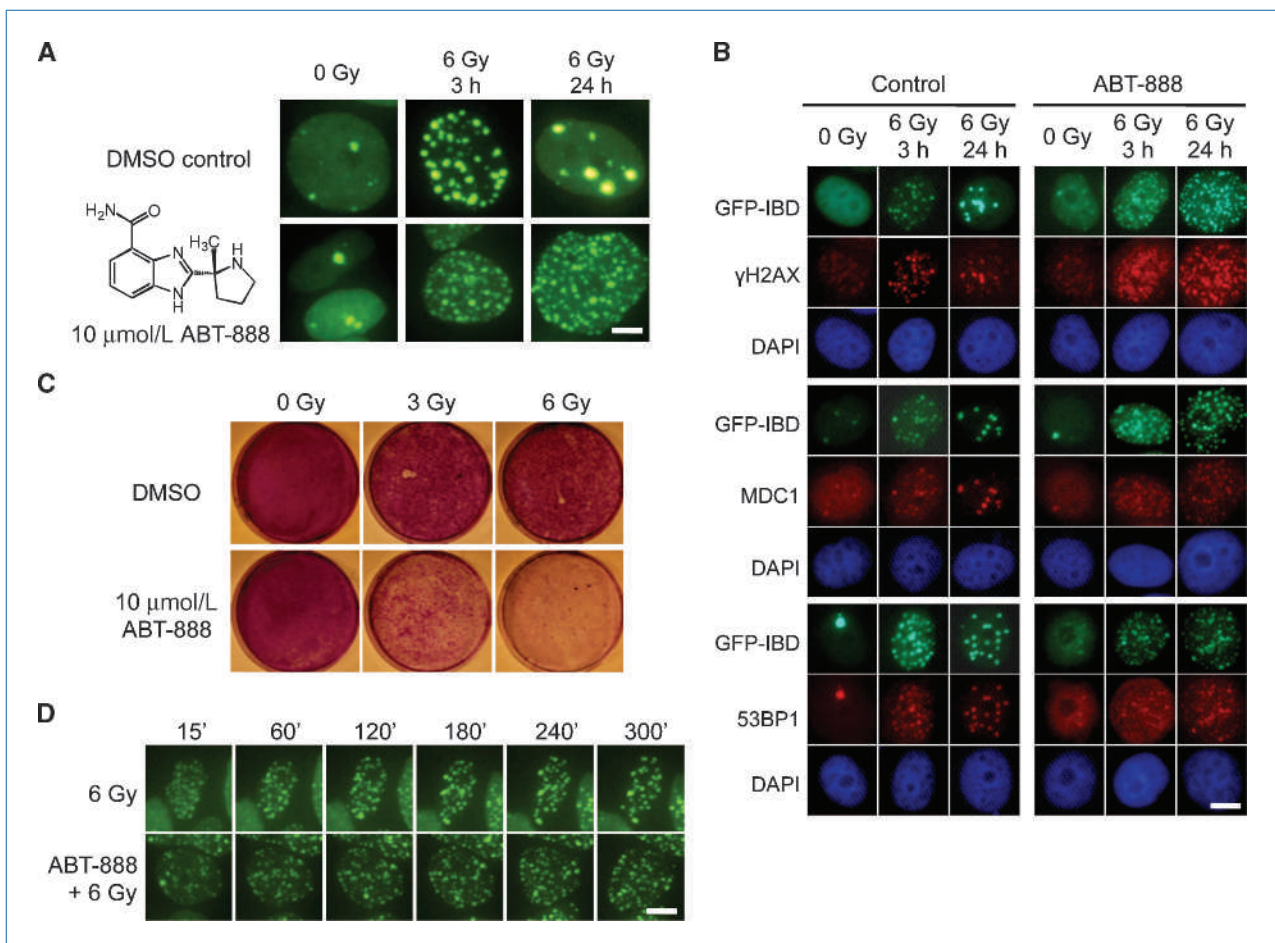 A
0 Gy
6 Gy
3 h
6 Gy
24 h
DMSO control
H₂N
O
H₃C
H
N
N
N
H
10 μmol/L ABT-888
B
Control
ABT-888
0 Gy
6 Gy
3 h
6 Gy
24 h
0 Gy
6 Gy
3 h
6 Gy
24 h
GFP-IBD
γH2AX
DAPI
GFP-IBD
MDC1
DAPI
GFP-IBD
53BP1
DAPI
C
0 Gy
3 Gy
6 Gy
DMSO
10 μmol/L
ABT-888
D
15'
60'
120'
180'
240'
300'
6 Gy
ABT-888
+ 6 Gy